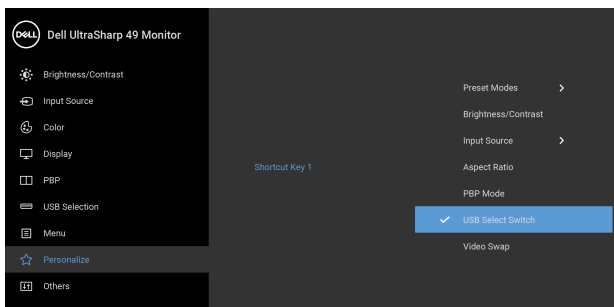 DELL Dell UltraSharp 49 Monitor
Brightness/Contrast
Input Source
Color
Display
PBP
USB Selection
Menu
Personalize
Others
Shortcut Key 1
Preset Modes
Brightness/Contrast
Input Source
Aspect Ratio
PBP Mode
USB Select Switch
Video Swap